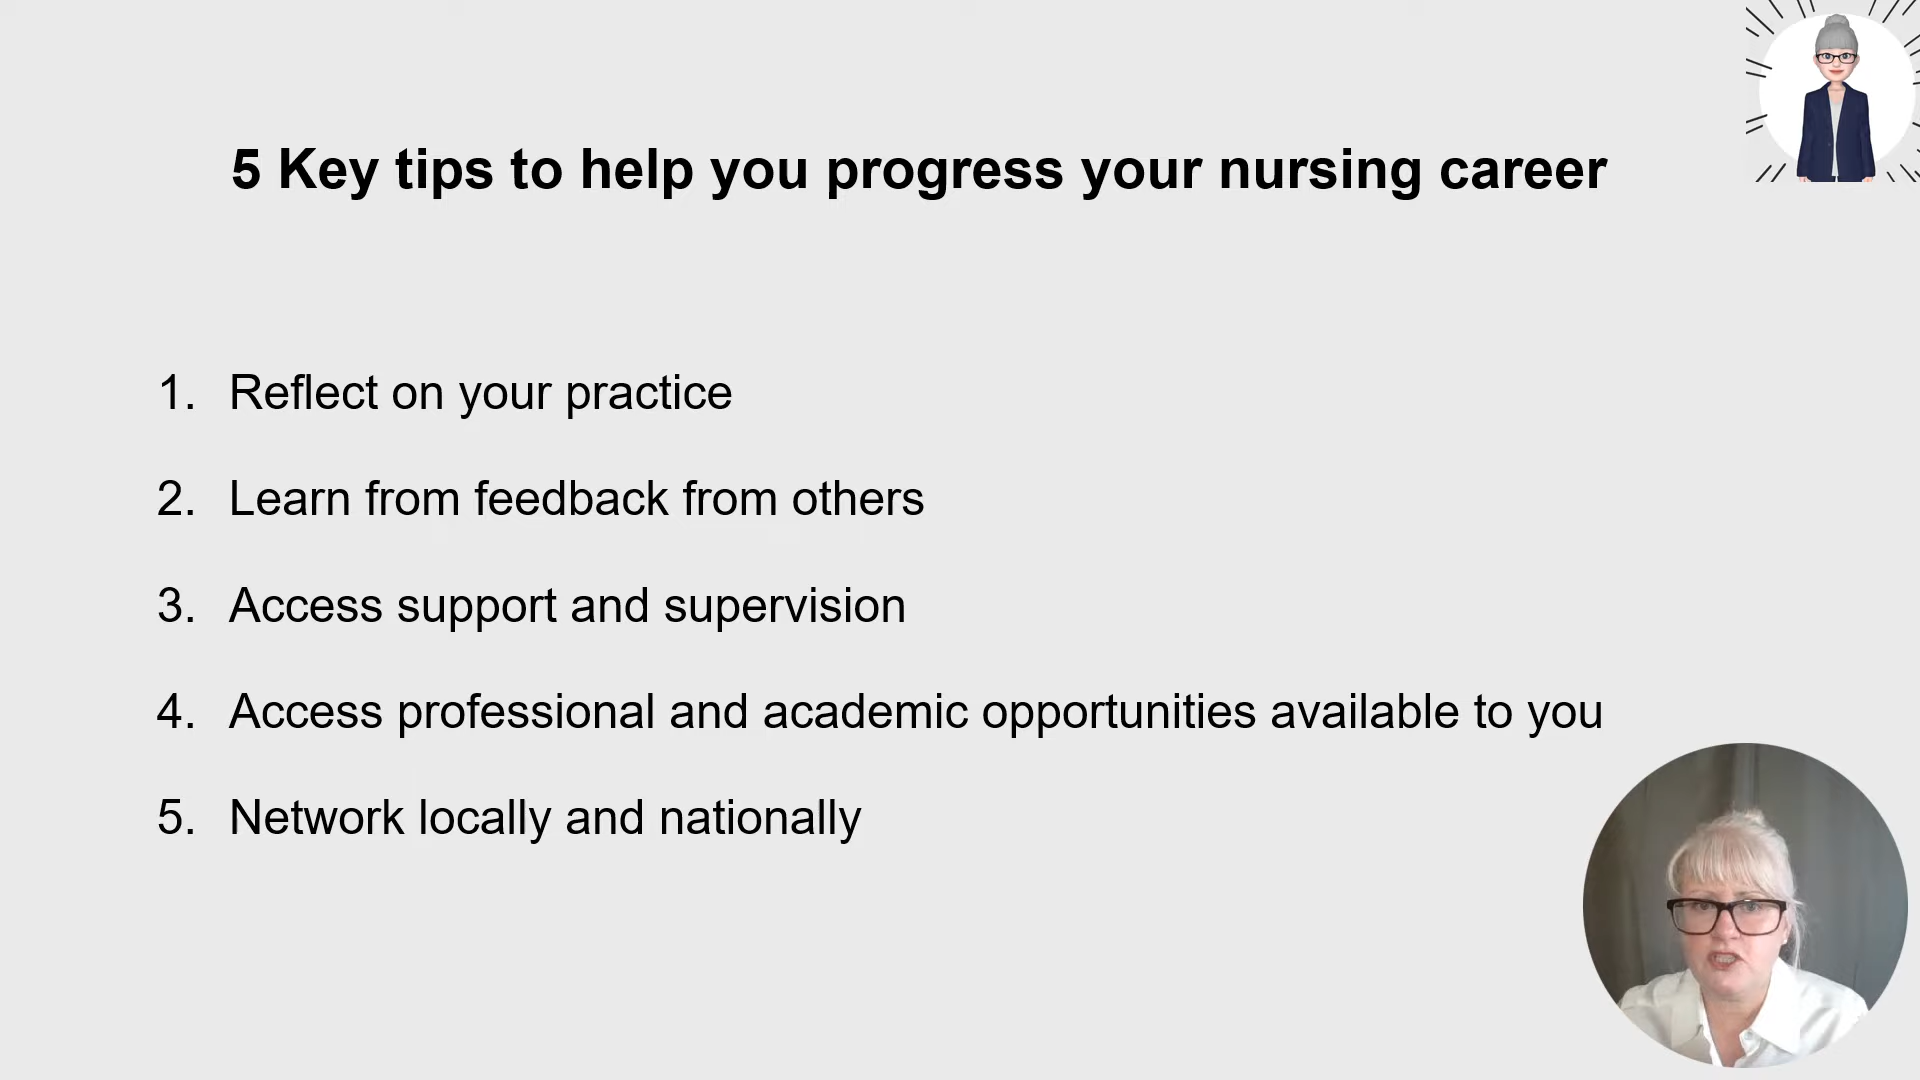 5 Key tips to help you progress your nursing career
1. Reflect on your practice
2. Learn from feedback from others
3. Access support and supervision
4. Access professional and academic opportunities available to you
5. Network locally and nationally